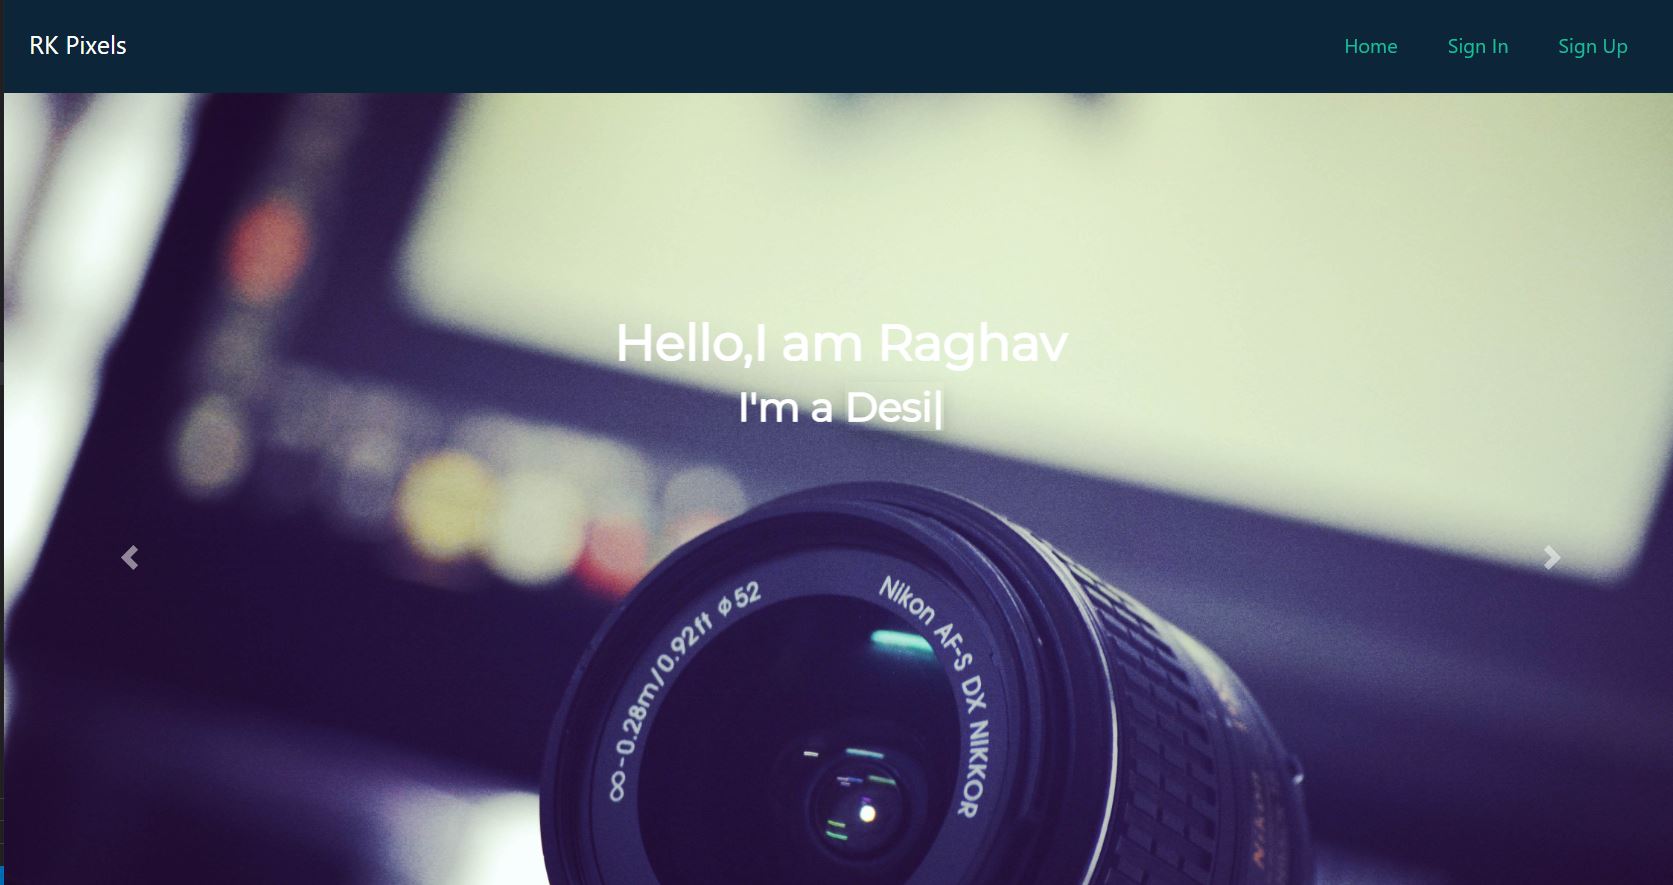 RK Pixels
Home
Sign In
Sign Up
Hello,I am Raghav
I'm a Desi|
∞-0.28m/0.92ft ⌀52
Nikon AF-S DX NIKKOR